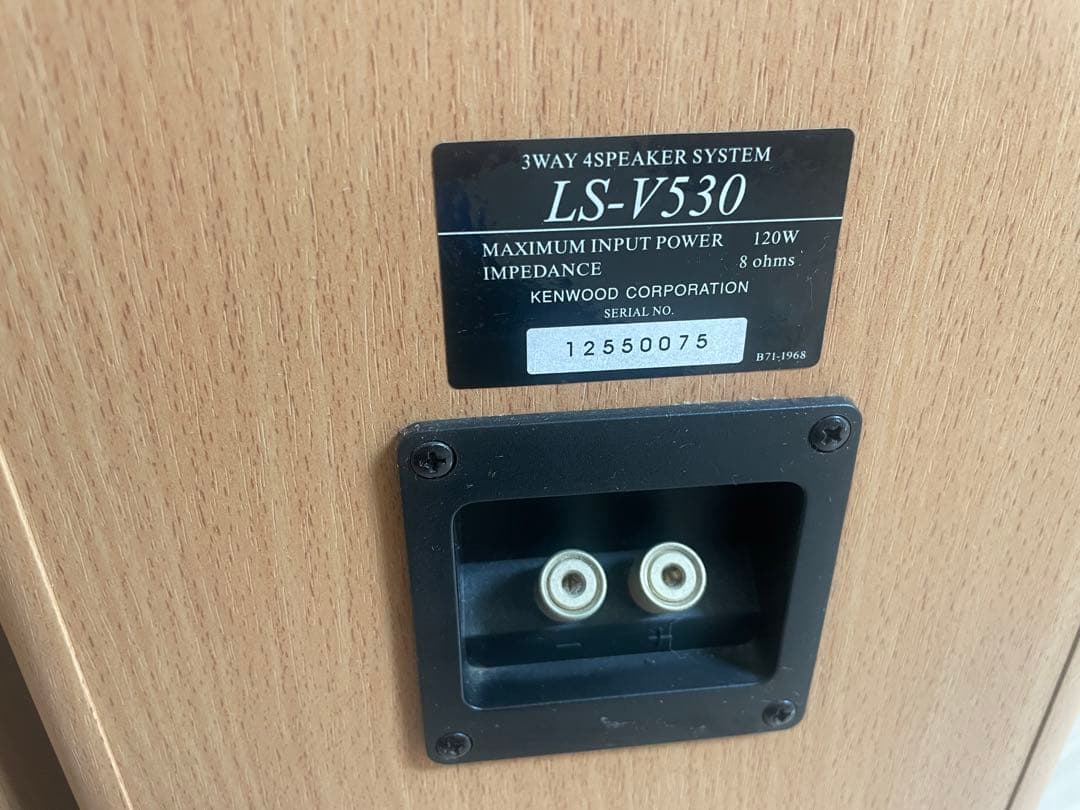 3WAY 4SPEAKER SYSTEM
LS-V530
MAXIMUM INPUT POWER 120W
IMPEDANCE 8 ohms
KENWOOD CORPORATION
SERIAL NO.
12550075
B71-1968
− +